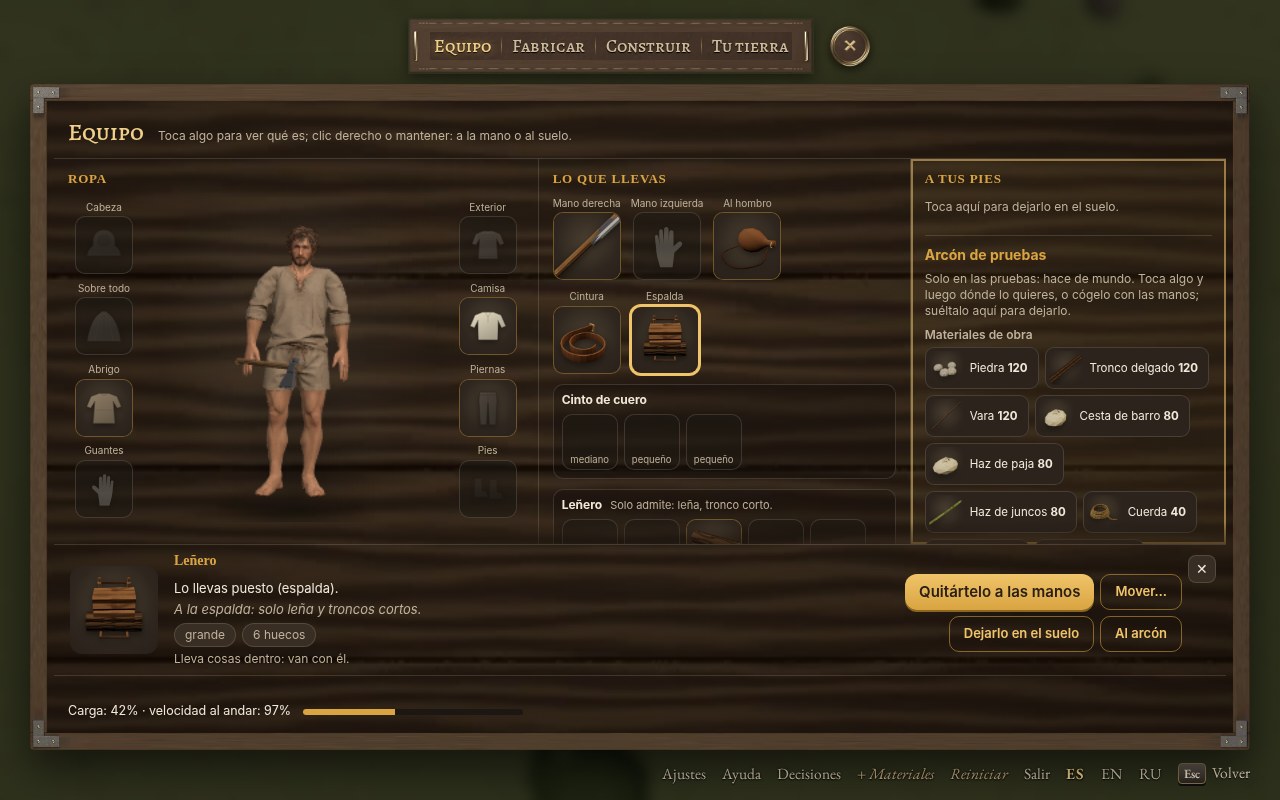 Equipo
Fabricar
Construir
Tu tierra
✕
Equipo
Toca algo para ver qué es; clic derecho o mantener: a la mano o al suelo.
ROPA
Cabeza
Sobre todo
Abrigo
Guantes
Exterior
Camisa
Piernas
Pies
LO QUE LLEVAS
Mano derecha
Mano izquierda
Al hombro
Cintura
Espalda
Cinto de cuero
mediano
pequeño
pequeño
Leñero Solo admite: leña, tronco corto.
A TUS PIES
Toca aquí para dejarlo en el suelo.
Arcón de pruebas
Solo en las pruebas: hace de mundo. Toca algo y
luego dónde lo quieres, o cógelo con las manos;
suéltalo aquí para dejarlo.
Materiales de obra
Piedra 120
Tronco delgado 120
Vara 120
Cesta de barro 80
Haz de paja 80
Haz de juncos 80
Cuerda 40
Leñero
Lo llevas puesto (espalda).
A la espalda: solo leña y troncos cortos.
grande
6 huecos
Lleva cosas dentro: van con él.
✕
Quitártelo a las manos
Mover...
Dejarlo en el suelo
Al arcón
Carga: 42% · velocidad al andar: 97%
Ajustes
Ayuda
Decisiones
+ Materiales
Reiniciar
Salir
ES
EN
RU
Esc Volver